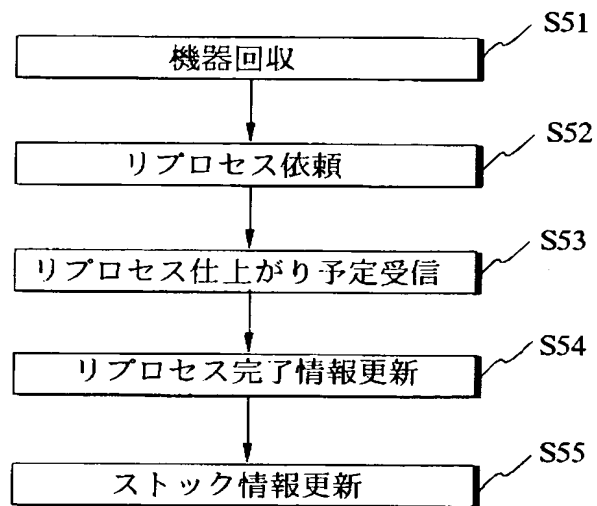 S51
機器回収
S52
リプロセス依頼
S53
リプロセス仕上がり予定受信
S54
リプロセス完了情報更新
S55
ストック情報更新